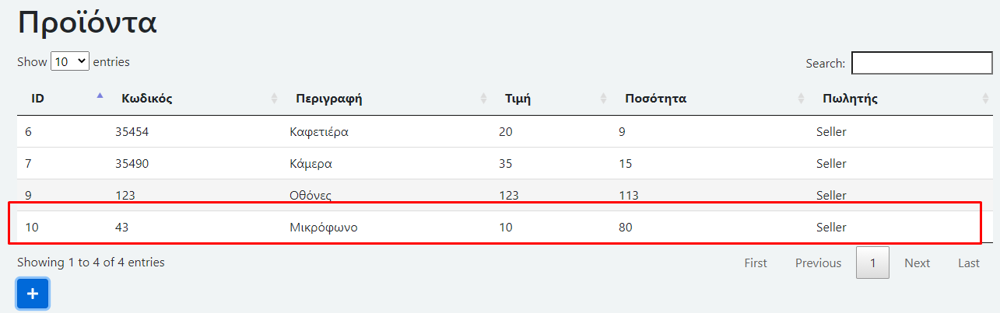 Προϊόντα
Show 10 entries Search:
ID Κωδικός Περιγραφή Τιμή Ποσότητα Πωλητής
6 35454 Καφετιέρα 20 9 Seller
7 35490 Κάμερα 35 15 Seller
9 123 Οθόνες 123 113 Seller
10 43 Μικρόφωνο 10 80 Seller
Showing 1 to 4 of 4 entries First Previous 1 Next Last
+